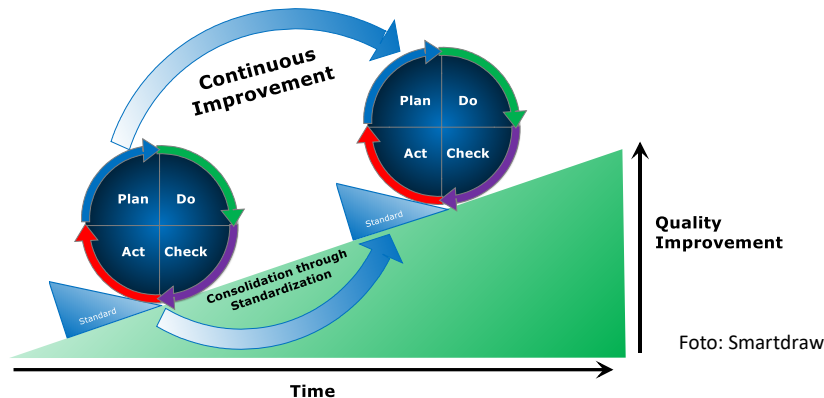 Continuous
Improvement
Plan
Do
Act
Check
Standard
Plan
Do
Act
Check
Standard
Consolidation through
Standardization
Quality
Improvement
Foto: Smartdraw
Time